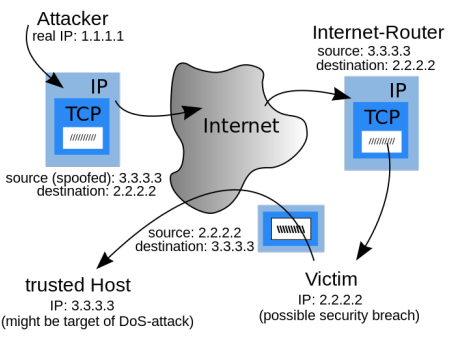 Attacker
real IP: 1.1.1.1
IP
TCP
source (spoofed): 3.3.3.3
destination: 2.2.2.2
Internet
Internet-Router
source: 3.3.3.3
destination: 2.2.2.2
IP
TCP
source: 2.2.2.2
destination: 3.3.3.3
trusted Host
IP: 3.3.3.3
(might be target of DoS-attack)
Victim
IP: 2.2.2.2
(possible security breach)